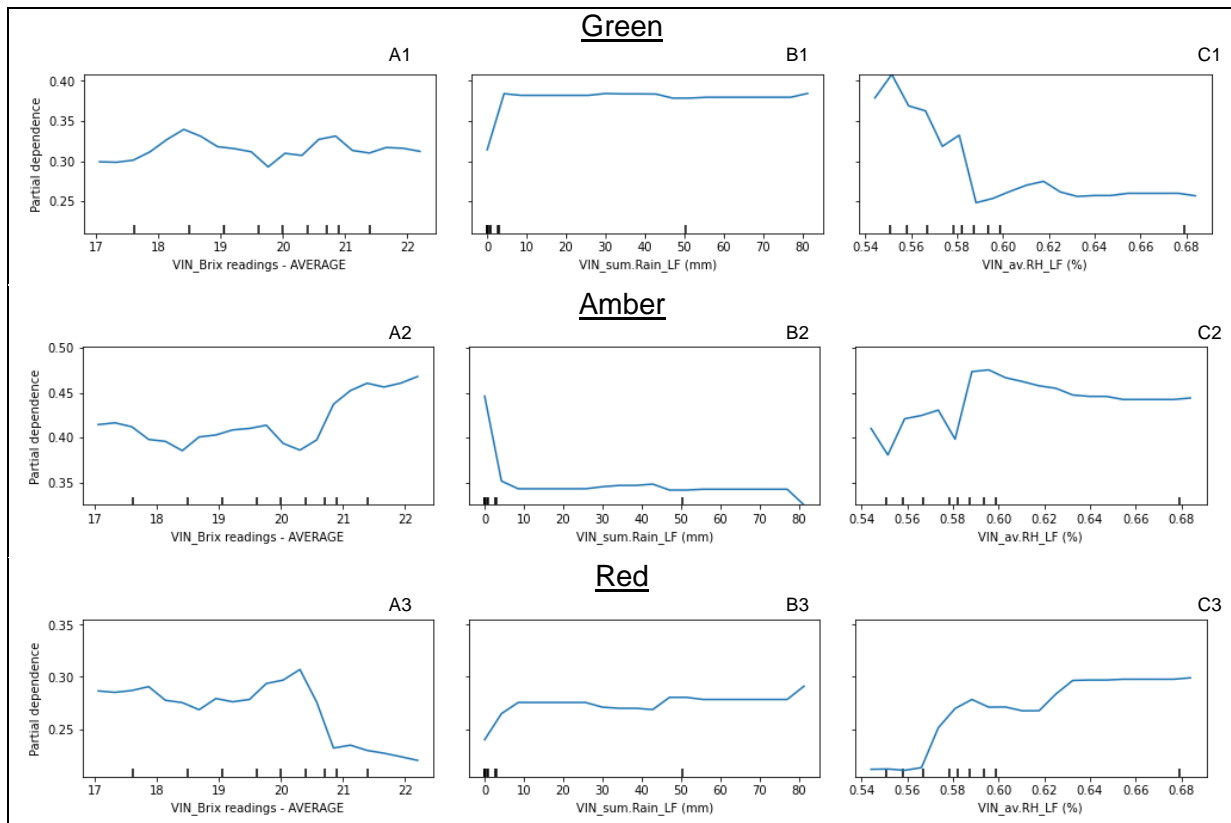 Green
A1 B1 C1
Partial dependence
0.40
0.35
0.30
0.25
17 18 19 20 21 22
VIN_Brix readings - AVERAGE
0 10 20 30 40 50 60 70 80
VIN_sum.Rain_LF (mm)
0.54 0.56 0.58 0.60 0.62 0.64 0.66 0.68
VIN_av.RH_LF (%)
Amber
A2 B2 C2
Partial dependence
0.50
0.45
0.40
0.35
17 18 19 20 21 22
VIN_Brix readings - AVERAGE
0 10 20 30 40 50 60 70 80
VIN_sum.Rain_LF (mm)
0.54 0.56 0.58 0.60 0.62 0.64 0.66 0.68
VIN_av.RH_LF (%)
Red
A3 B3 C3
Partial dependence
0.35
0.30
0.25
17 18 19 20 21 22
VIN_Brix readings - AVERAGE
0 10 20 30 40 50 60 70 80
VIN_sum.Rain_LF (mm)
0.54 0.56 0.58 0.60 0.62 0.64 0.66 0.68
VIN_av.RH_LF (%)